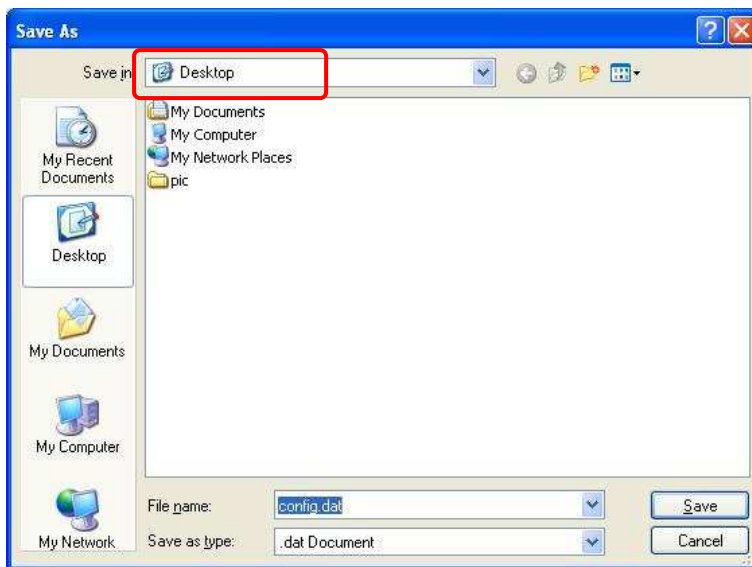 Save As
Save in
Desktop
My Recent
Documents
Desktop
My Documents
My Computer
My Network
My Documents
My Computer
My Network Places
pic
File name:
config.dat
Save
Save as type:
.dat Document
Cancel